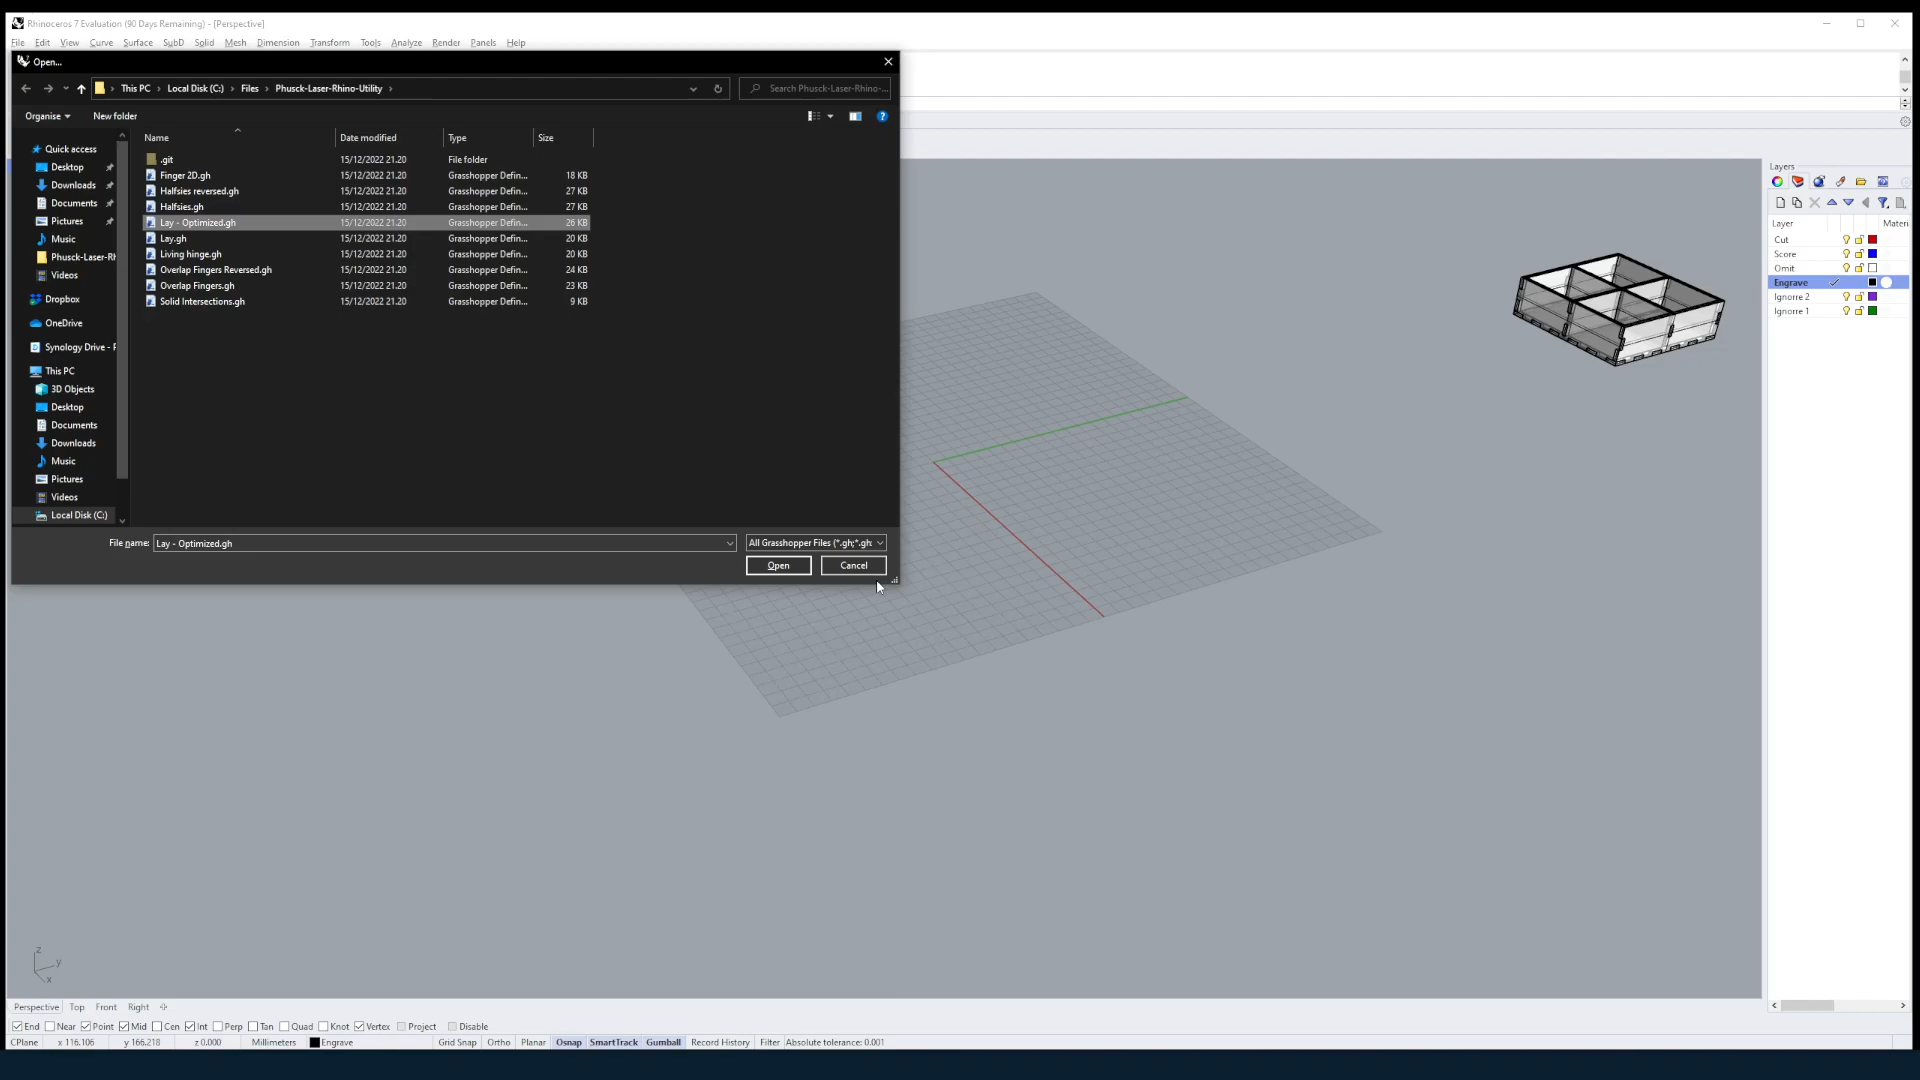 Rhinoceros 7 Evaluation (90 Days Remaining) - [Perspective]
File Edit View Curve Surface SubD Solid Mesh Dimension Transform Tools Analyze Render Panels Help
Open...
This PC › Local Disk (C:) › Files › Phusck-Laser-Rhino-Utility ›
Search Phusck-Laser-Rhino-...
Organise New folder
Name Date modified Type Size
.git 15/12/2022 21.20 File folder
Finger 2D.gh 15/12/2022 21.20 Grasshopper Defin... 18 KB
Halfsies reversed.gh 15/12/2022 21.20 Grasshopper Defin... 27 KB
Halfsies.gh 15/12/2022 21.20 Grasshopper Defin... 27 KB
Lay - Optimized.gh 15/12/2022 21.20 Grasshopper Defin... 26 KB
Lay.gh 15/12/2022 21.20 Grasshopper Defin... 20 KB
Living hinge.gh 15/12/2022 21.20 Grasshopper Defin... 20 KB
Overlap Fingers Reversed.gh 15/12/2022 21.20 Grasshopper Defin... 24 KB
Overlap Fingers.gh 15/12/2022 21.20 Grasshopper Defin... 23 KB
Solid Intersections.gh 15/12/2022 21.20 Grasshopper Defin... 9 KB
Quick access
Desktop
Downloads
Documents
Pictures
Music
Phusck-Laser-Rh
Videos
Dropbox
OneDrive
Synology Drive - P
This PC
3D Objects
Desktop
Documents
Downloads
Music
Pictures
Videos
Local Disk (C:)
File name: Lay - Optimized.gh
All Grasshopper Files (*.gh;*.gh
Open Cancel
Layers
Layer Materi
Cut
Score
Omit
Engrave
Ignorre 2
Ignorre 1
z
y
x
Perspective Top Front Right
End Near Point Mid Cen Int Perp Tan Quad Knot Vertex Project Disable
CPlane x 116.106 y 166.218 z 0.000 Millimeters Engrave Grid Snap Ortho Planar Osnap SmartTrack Gumball Record History Filter Absolute tolerance: 0.001